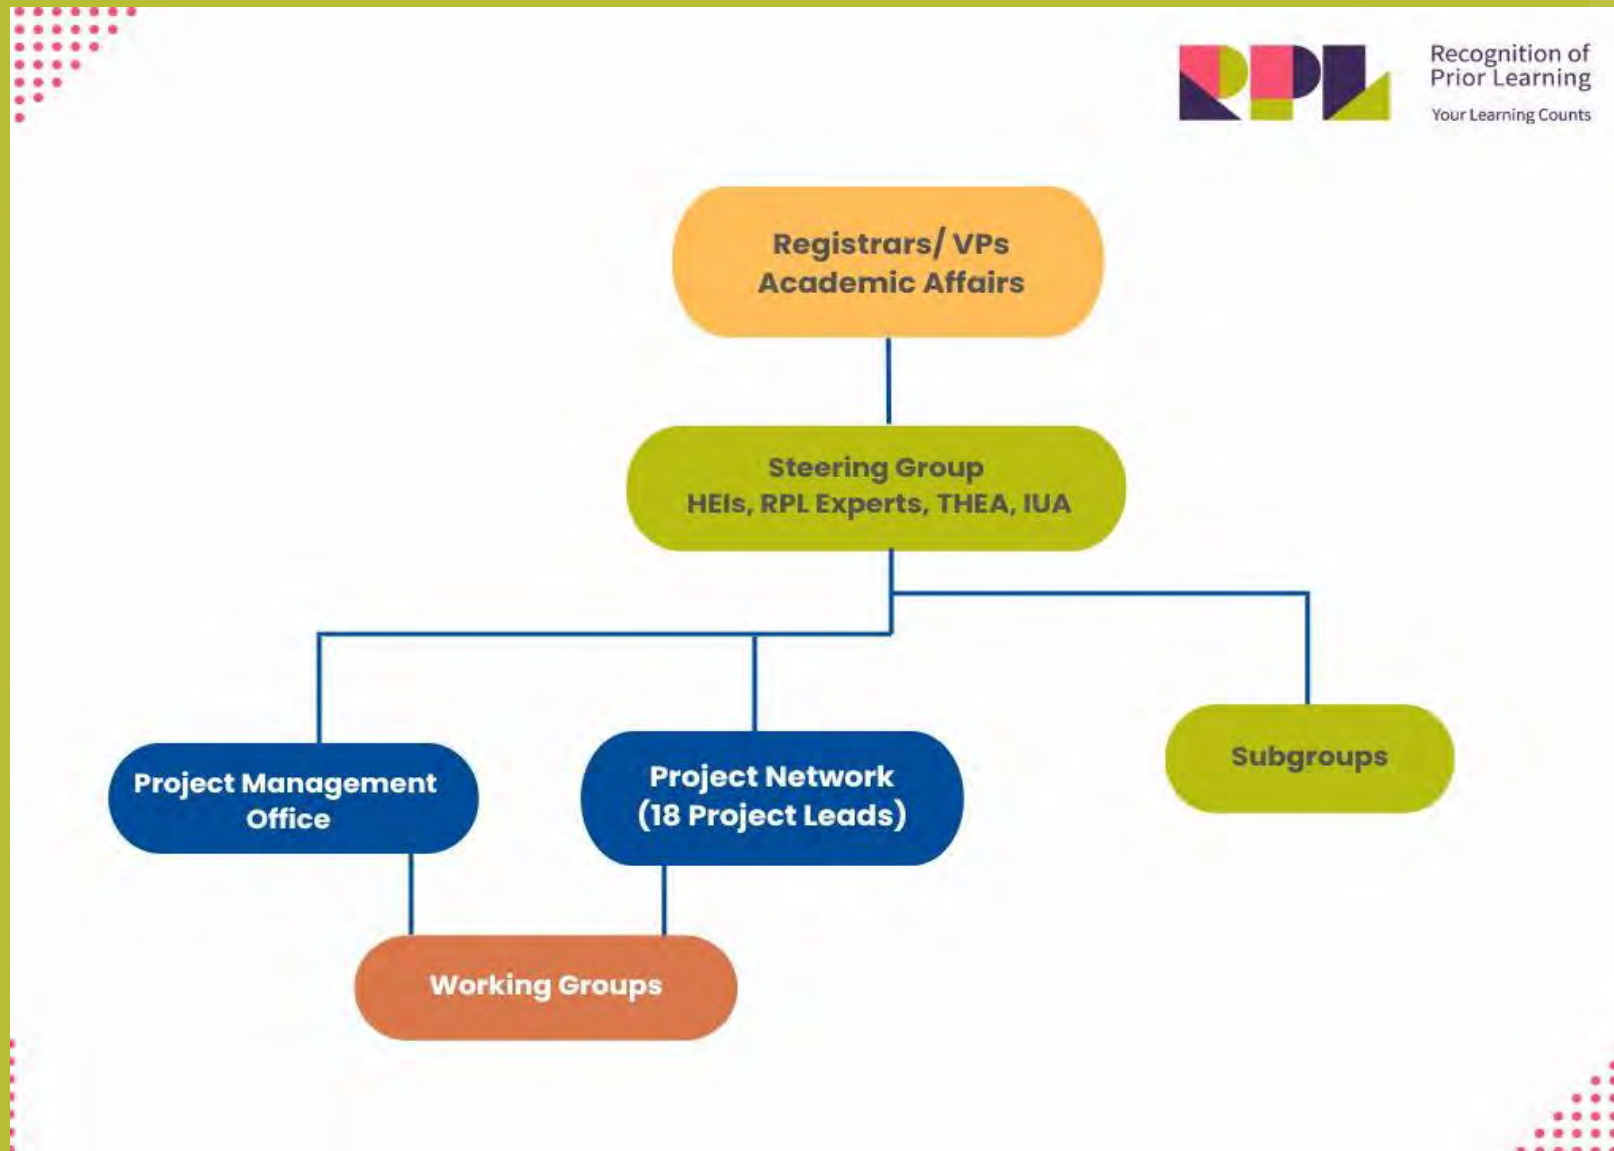 RPL
Recognition of
Prior Learning
Your Learning Counts
Registrars/ VPs
Academic Affairs
Steering Group
HEIs, RPL Experts, THEA, IUA
Project Management
Office
Project Network
(18 Project Leads)
Subgroups
Working Groups